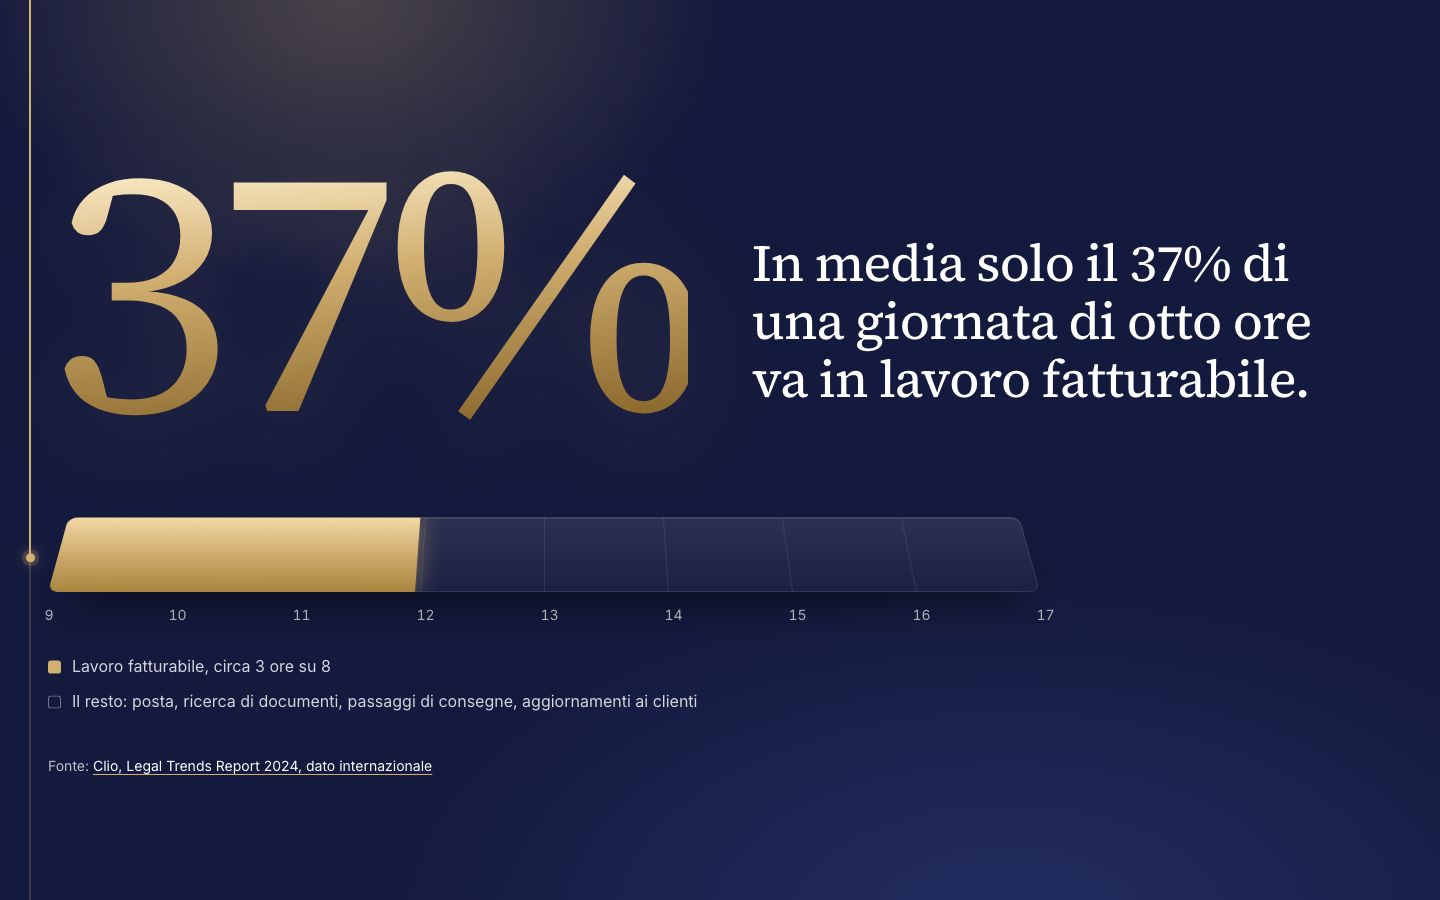 37%
In media solo il 37% di
una giornata di otto ore
va in lavoro fatturabile.
9 10 11 12 13 14 15 16 17
Lavoro fatturabile, circa 3 ore su 8
Il resto: posta, ricerca di documenti, passaggi di consegne, aggiornamenti ai clienti
Fonte: Clio, Legal Trends Report 2024, dato internazionale